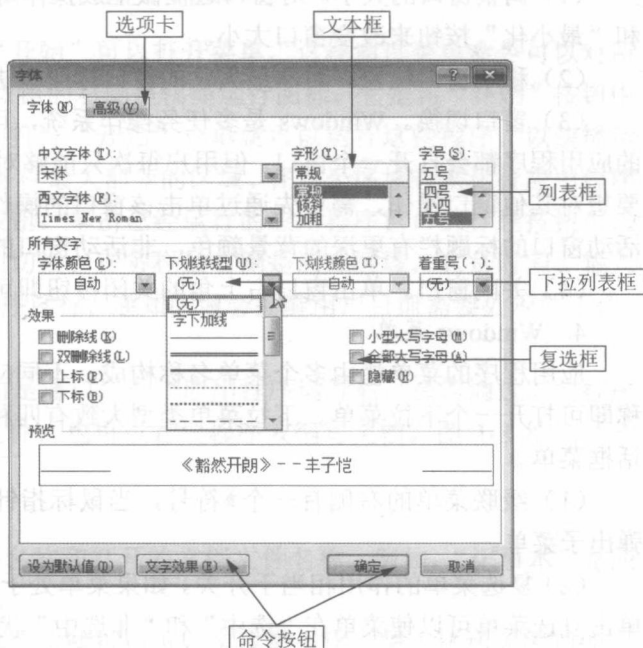 选项卡
文本框
字体
字体(N)
高级(V)
中文字体(T):
字形(Y):
字号(S):
宋体
常规
五号
西文字体(F):
常规
四号
Times New Roman
倾斜
小四
加粗
五号
列表框
所有文字
字体颜色(C):
下划线线型(U):
下划线颜色(I):
着重号(·):
自动
(无)
自动
(无)
下拉列表框
(无)
字下加线
效果
删除线(K)
双删除线(L)
上标(P)
下标(B)
小型大写字母(M)
全部大写字母(A)
隐藏(H)
复选框
预览
《豁然开朗》--丰子恺
设为默认值(D)
文字效果(E)
确定
取消
命令按钮